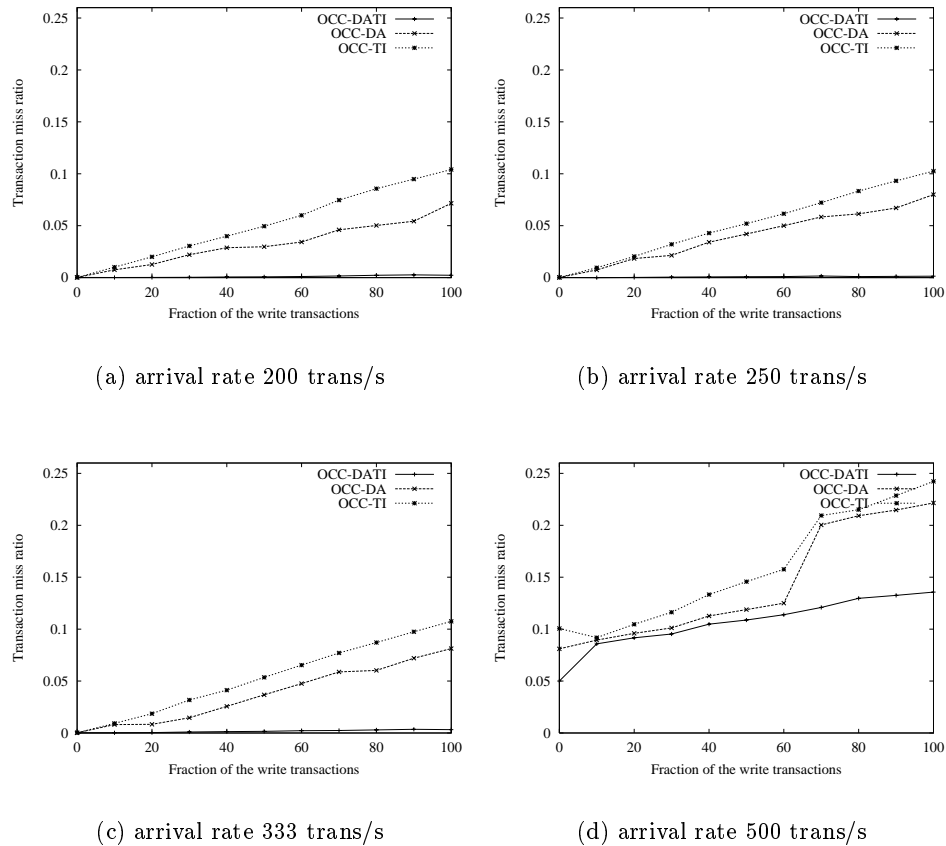 0.25
0.2
0.15
0.1
0.05
0
Transaction miss ratio
OCC-DATI
OCC-DA
OCC-TI
0 20 40 60 80 100
Fraction of the write transactions
(a) arrival rate 200 trans/s
0.25
0.2
0.15
0.1
0.05
0
Transaction miss ratio
OCC-DATI
OCC-DA
OCC-TI
0 20 40 60 80 100
Fraction of the write transactions
(b) arrival rate 250 trans/s
0.25
0.2
0.15
0.1
0.05
0
Transaction miss ratio
OCC-DATI
OCC-DA
OCC-TI
0 20 40 60 80 100
Fraction of the write transactions
(c) arrival rate 333 trans/s
0.25
0.2
0.15
0.1
0.05
0
Transaction miss ratio
OCC-DATI
OCC-DA
OCC-TI
0 20 40 60 80 100
Fraction of the write transactions
(d) arrival rate 500 trans/s